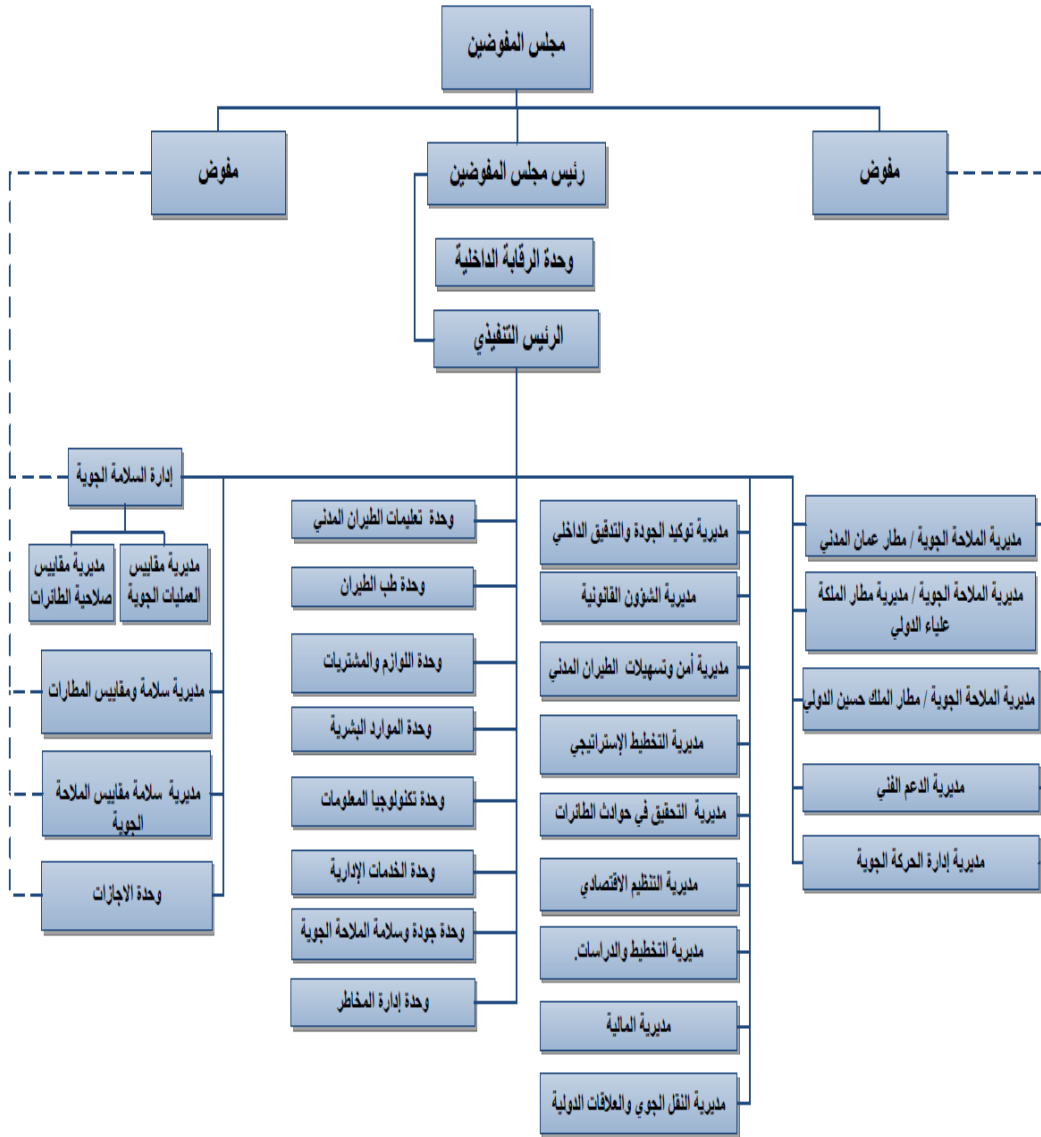 مجلس المفوضين
مفوض
رئيس مجلس المفوضين
مفوض
وحدة الرقابة الداخلية
الرئيس التنفيذي
مديرية الملاحة الجوية / مطار عمان المدني
مديرية الملاحة الجوية / مديرية مطار الملكة
علياء الدولي
مديرية الملاحة الجوية / مطار الملك حسين الدولي
مديرية الدعم الفني
مديرية إدارة الحركة الجوية
مديرية توكيد الجودة والتدقيق الداخلي
مديرية الشؤون القانونية
مديرية أمن وتسهيلات الطيران المدني
مديرية التخطيط الإستراتيجي
مديرية التحقيق في حوادث الطائرات
مديرية التنظيم الاقتصادي
مديرية التخطيط والدراسات.
مديرية المالية
مديرية النقل الجوي والعلاقات الدولية
وحدة تعليمات الطيران المدني
وحدة طب الطيران
وحدة اللوازم والمشتريات
وحدة الموارد البشرية
وحدة تكنولوجيا المعلومات
وحدة الخدمات الإدارية
وحدة جودة وسلامة الملاحة الجوية
وحدة إدارة المخاطر
إدارة السلامة الجوية
مديرية مقاييس
العمليات الجوية
مديرية مقاييس
صلاحية الطائرات
مديرية سلامة ومقاييس المطارات
مديرية سلامة مقاييس الملاحة
الجوية
وحدة الاجازات